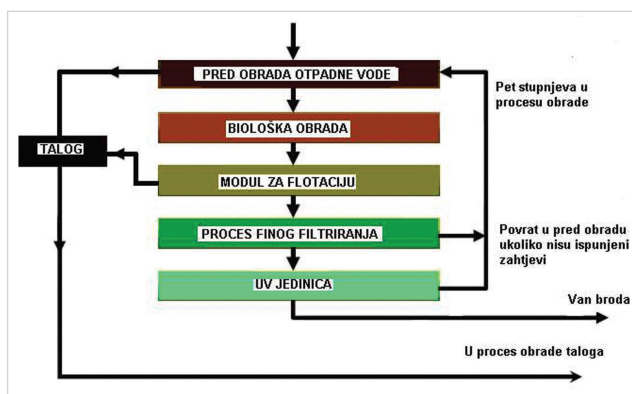 PRED OBRADA OTPADNE VODE
Pet stupnjeva u
procesu obrade
BIOLOŠKA OBRADA
TALOG
MODUL ZA FLOTACIJU
PROCES FINOG FILTRIRANJA
Povrat u pred obradu
ukoliko nisu ispunjeni
zahtjevi
UV JEDINICA
Van broda
U proces obrade taloga